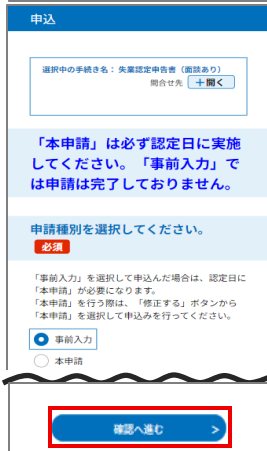 申込
選択中の手続き名： 失業認定申告書（面談あり）
問合せ先 ＋開く
「本申請」は必ず認定日に実施
してください。「事前入力」で
は申請は完了しておりません。
申請種別を選択してください。
必須
「事前入力」を選択して申込んだ場合は、認定日に
「本申請」が必要になります。
「本申請」を行う際は、「修正する」ボタンから
「本申請」を選択して申込みを行ってください。
事前入力
本申請
確認へ進む >